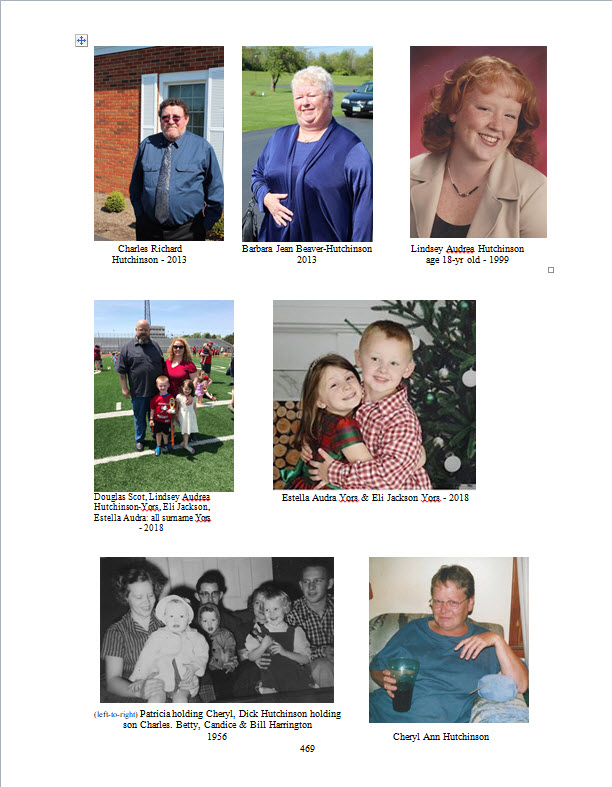 Charles Richard
Hutchinson - 2013
Barbara Jean Beaver-Hutchinson
2013
Lindsey Audrea Hutchinson
age 18-yr old - 1999
Douglas Scot, Lindsey Audrea
Hutchinson-Yors, Eli Jackson,
Estella Audra: all surname Yors
- 2018
Estella Audra Yors & Eli Jackson Yors - 2018
(left-to-right) Patricia holding Cheryl, Dick Hutchinson holding
son Charles. Betty, Candice & Bill Harrington
1956
Cheryl Ann Hutchinson
469